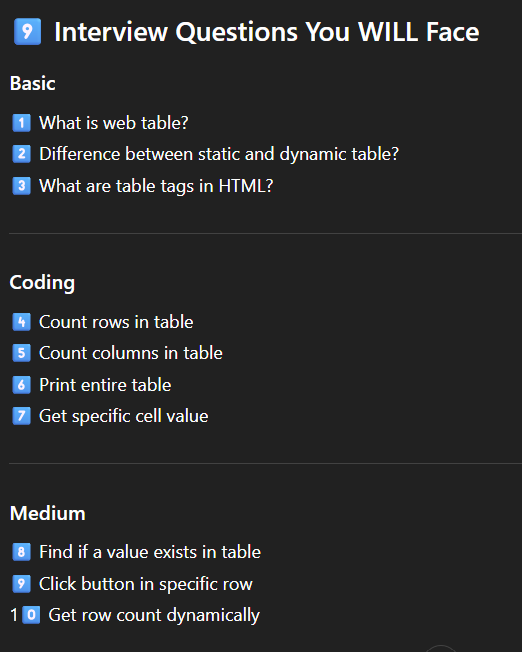 9️⃣ Interview Questions You WILL Face
Basic
1️⃣ What is web table?
2️⃣ Difference between static and dynamic table?
3️⃣ What are table tags in HTML?
Coding
4️⃣ Count rows in table
5️⃣ Count columns in table
6️⃣ Print entire table
7️⃣ Get specific cell value
Medium
8️⃣ Find if a value exists in table
9️⃣ Click button in specific row
10️⃣ Get row count dynamically